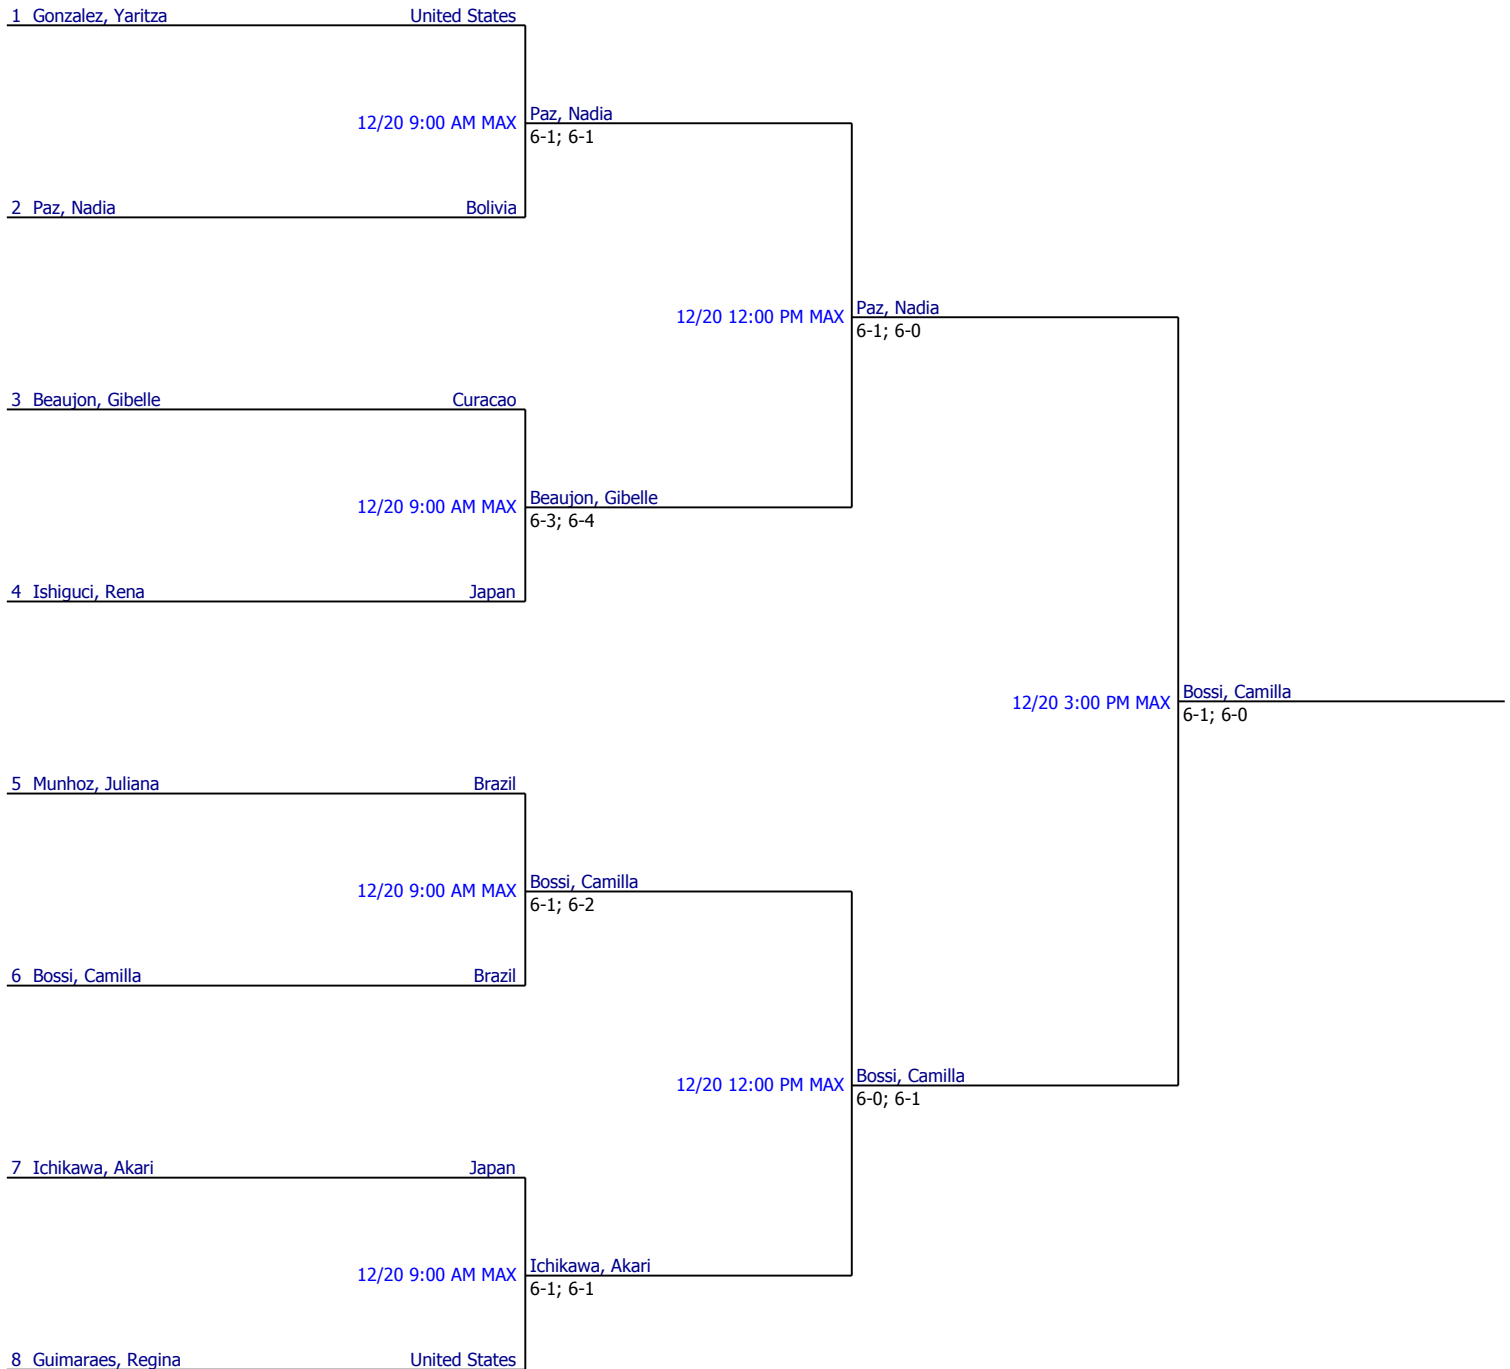 1 Gonzalez, Yaritza United States
12/20 9:00 AM MAX
Paz, Nadia
6-1; 6-1
2 Paz, Nadia Bolivia
12/20 12:00 PM MAX
Paz, Nadia
6-1; 6-0
3 Beaujon, Gibelle Curacao
12/20 9:00 AM MAX
Beaujon, Gibelle
6-3; 6-4
4 Ishiguci, Rena Japan
12/20 3:00 PM MAX
Bossi, Camilla
6-1; 6-0
5 Munhoz, Juliana Brazil
12/20 9:00 AM MAX
Bossi, Camilla
6-1; 6-2
6 Bossi, Camilla Brazil
12/20 12:00 PM MAX
Bossi, Camilla
6-0; 6-1
7 Ichikawa, Akari Japan
12/20 9:00 AM MAX
Ichikawa, Akari
6-1; 6-1
8 Guimaraes, Regina United States